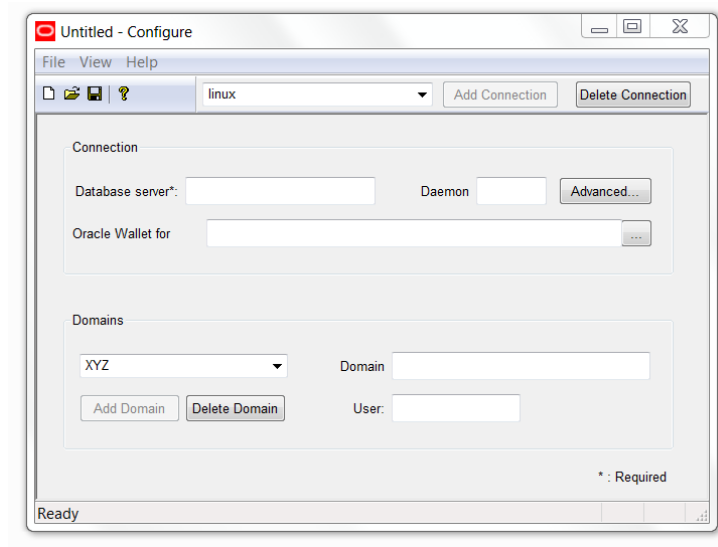 Untitled - Configure
File View Help
linux Add Connection Delete Connection
Connection
Database server*: Daemon Advanced...
Oracle Wallet for ...
Domains
XYZ Domain
Add Domain Delete Domain User:
* : Required
Ready